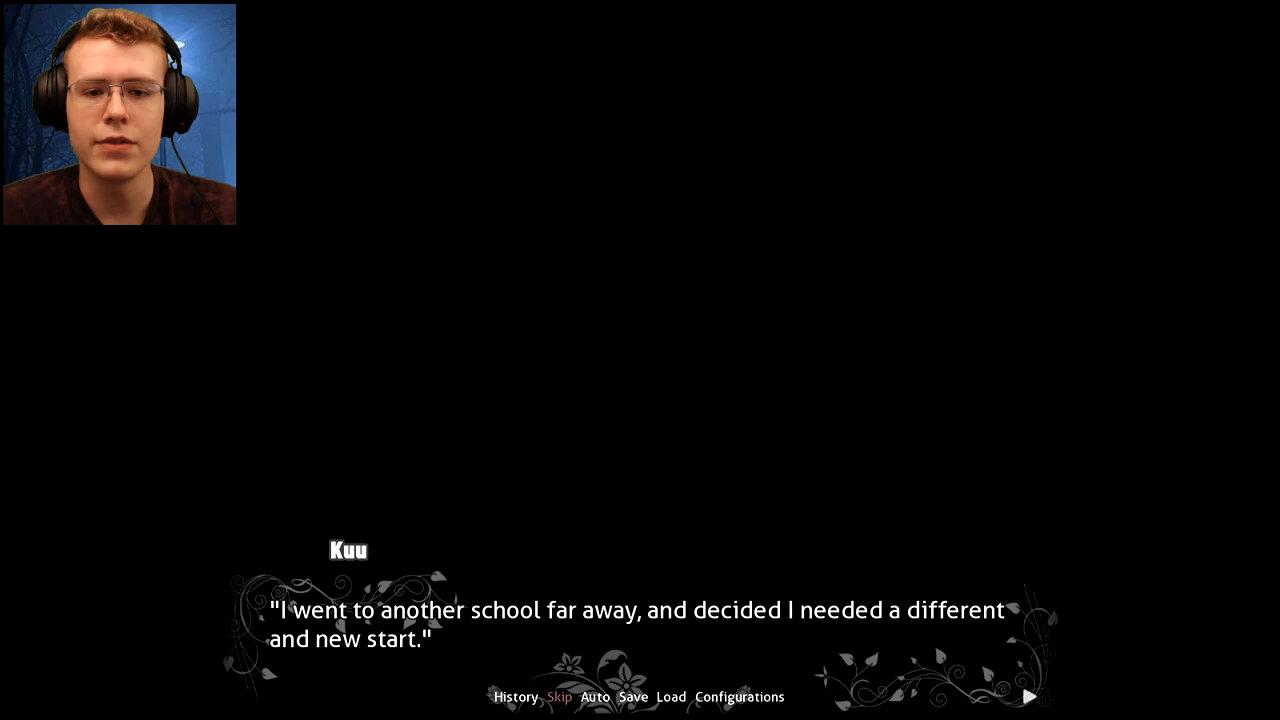 Kuu
"I went to another school far away, and decided I needed a different
and new start."
History Skip Auto Save Load Configurations